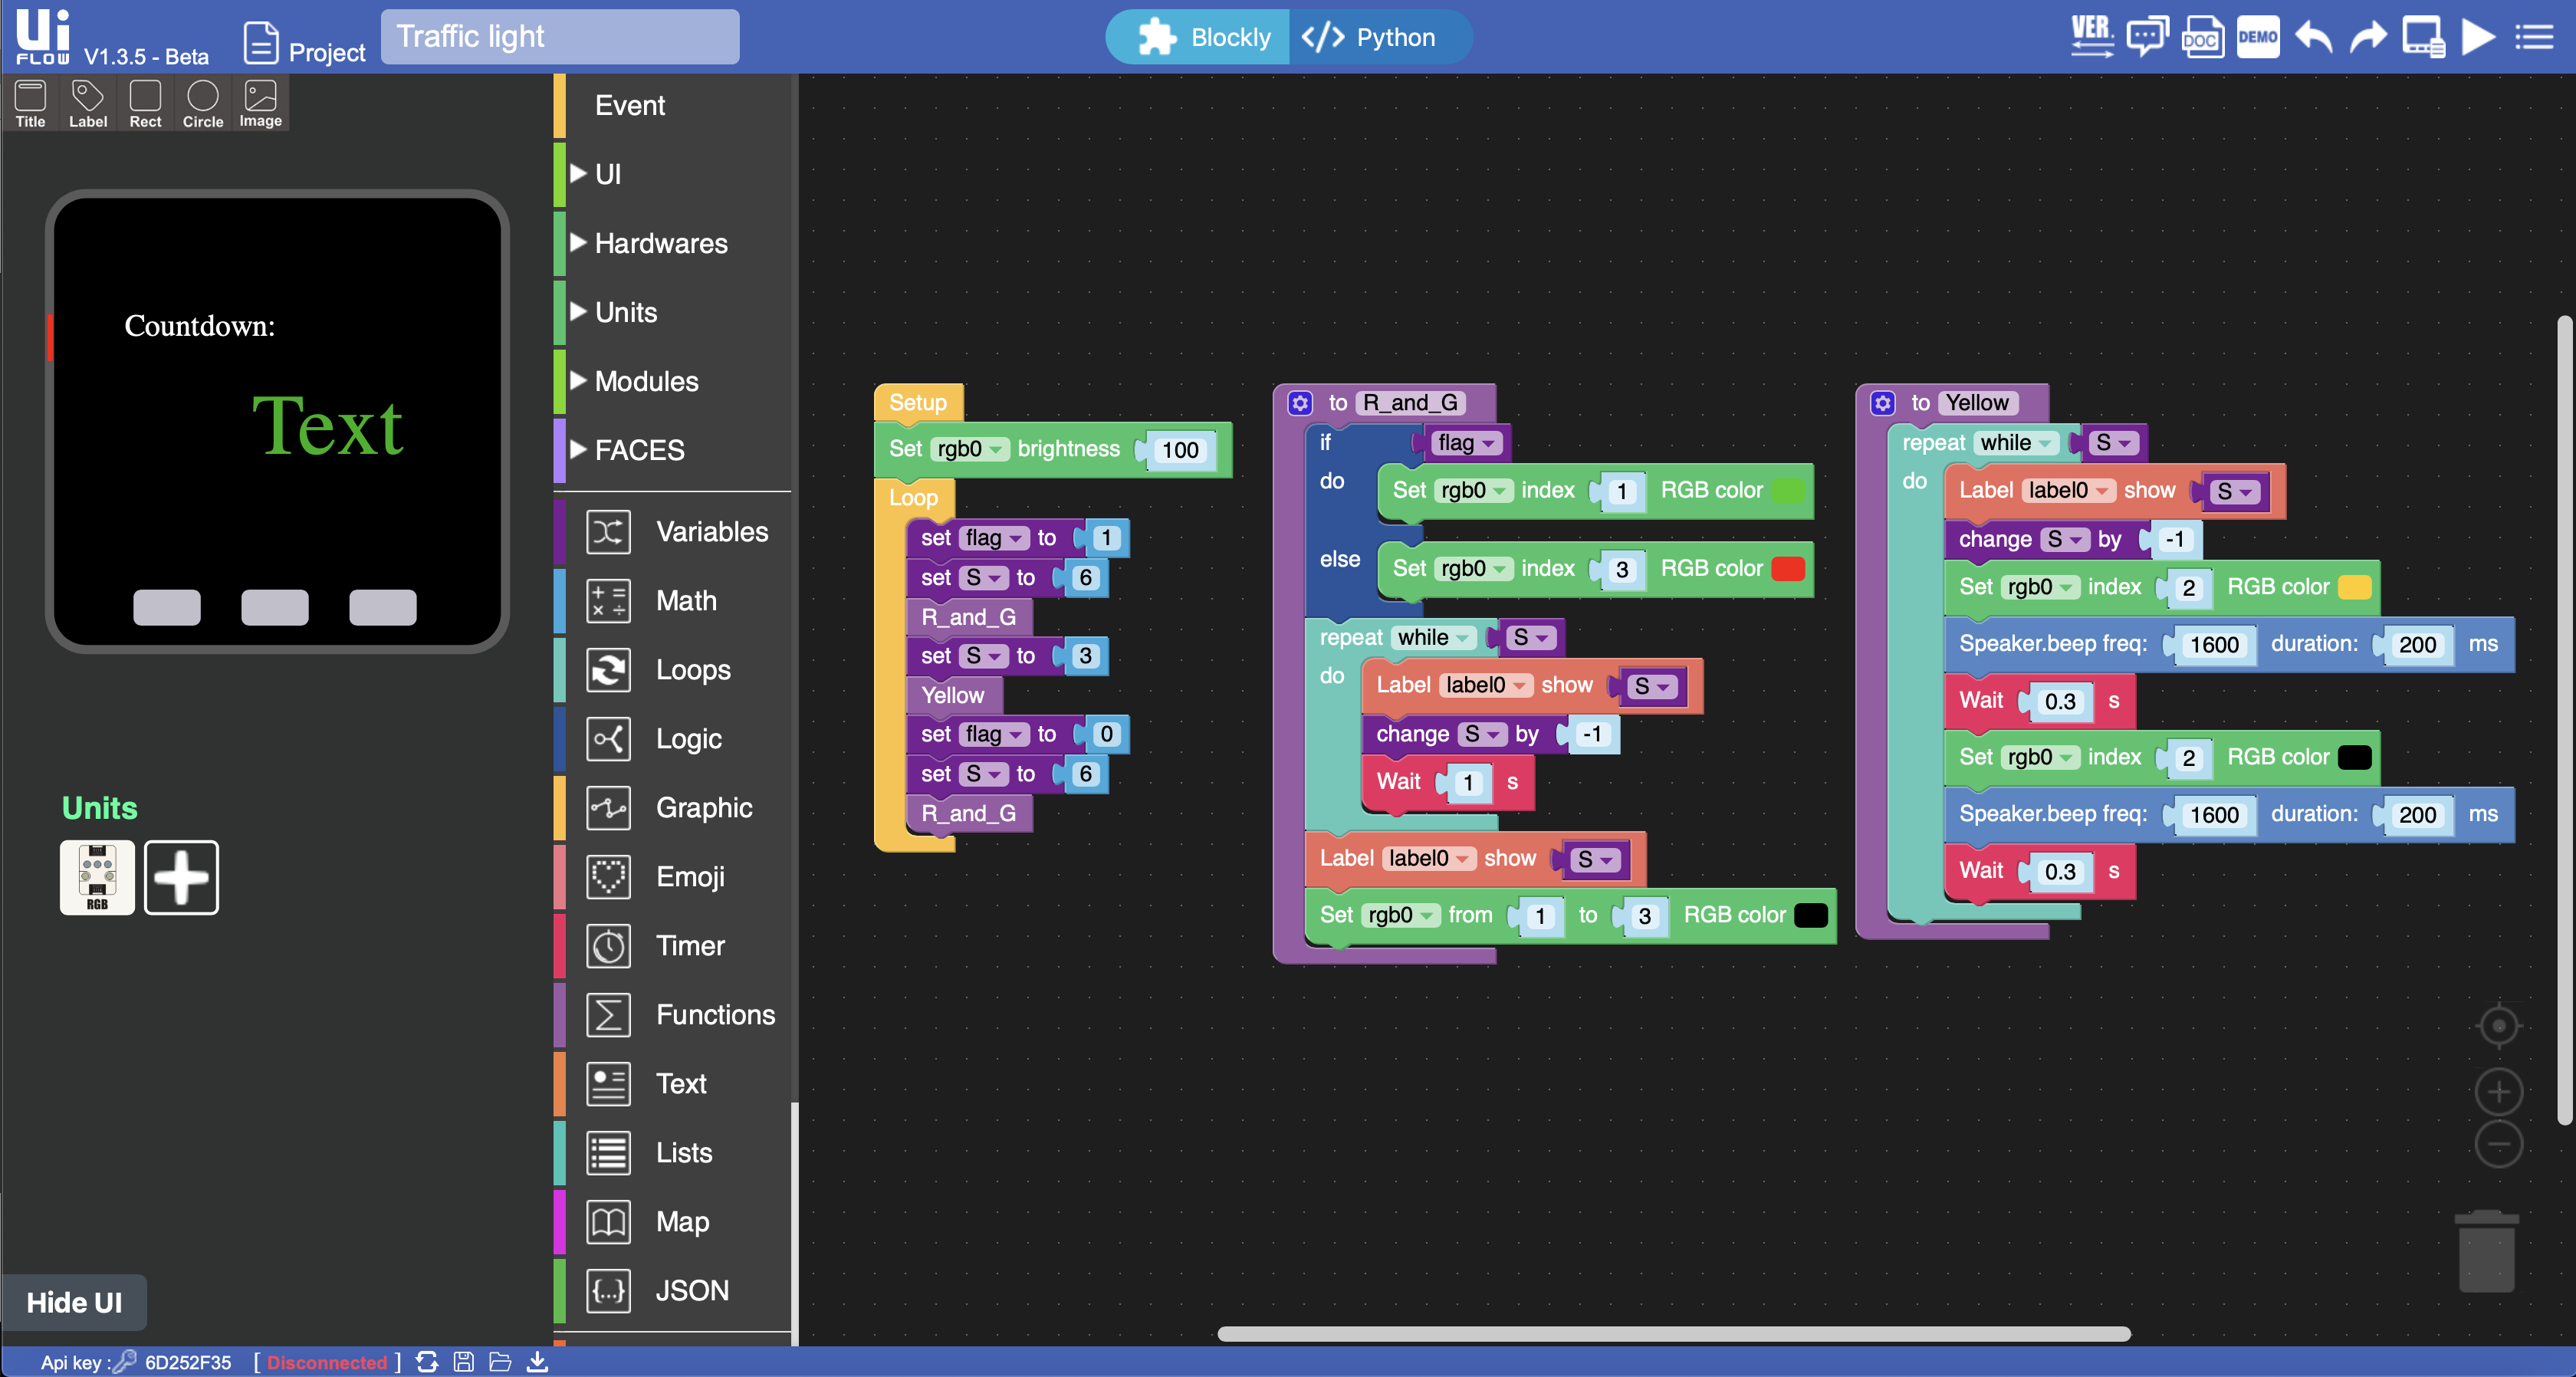 Ui
FLOW V1.3.5 - Beta
Project
Traffic light
Blockly
Python
VER.
DOC
DEMO
Title
Label
Rect
Circle
Image
Countdown:
Text
Units
RGB
Hide UI
Event
UI
Hardwares
Units
Modules
FACES
Variables
Math
Loops
Logic
Graphic
Emoji
Timer
Functions
Text
Lists
Map
JSON
Setup
Set rgb0 brightness 100
Loop
set flag to 1
set S to 6
R_and_G
set S to 3
Yellow
set flag to 0
set S to 6
R_and_G
to R_and_G
if flag
do Set rgb0 index 1 RGB color
else Set rgb0 index 3 RGB color
repeat while S
do Label label0 show S
change S by -1
Wait 1 s
Label label0 show S
Set rgb0 from 1 to 3 RGB color
to Yellow
repeat while S
do Label label0 show S
change S by -1
Set rgb0 index 2 RGB color
Speaker.beep freq: 1600 duration: 200 ms
Wait 0.3 s
Set rgb0 index 2 RGB color
Speaker.beep freq: 1600 duration: 200 ms
Wait 0.3 s
Api key : 6D252F35 [ Disconnected ]